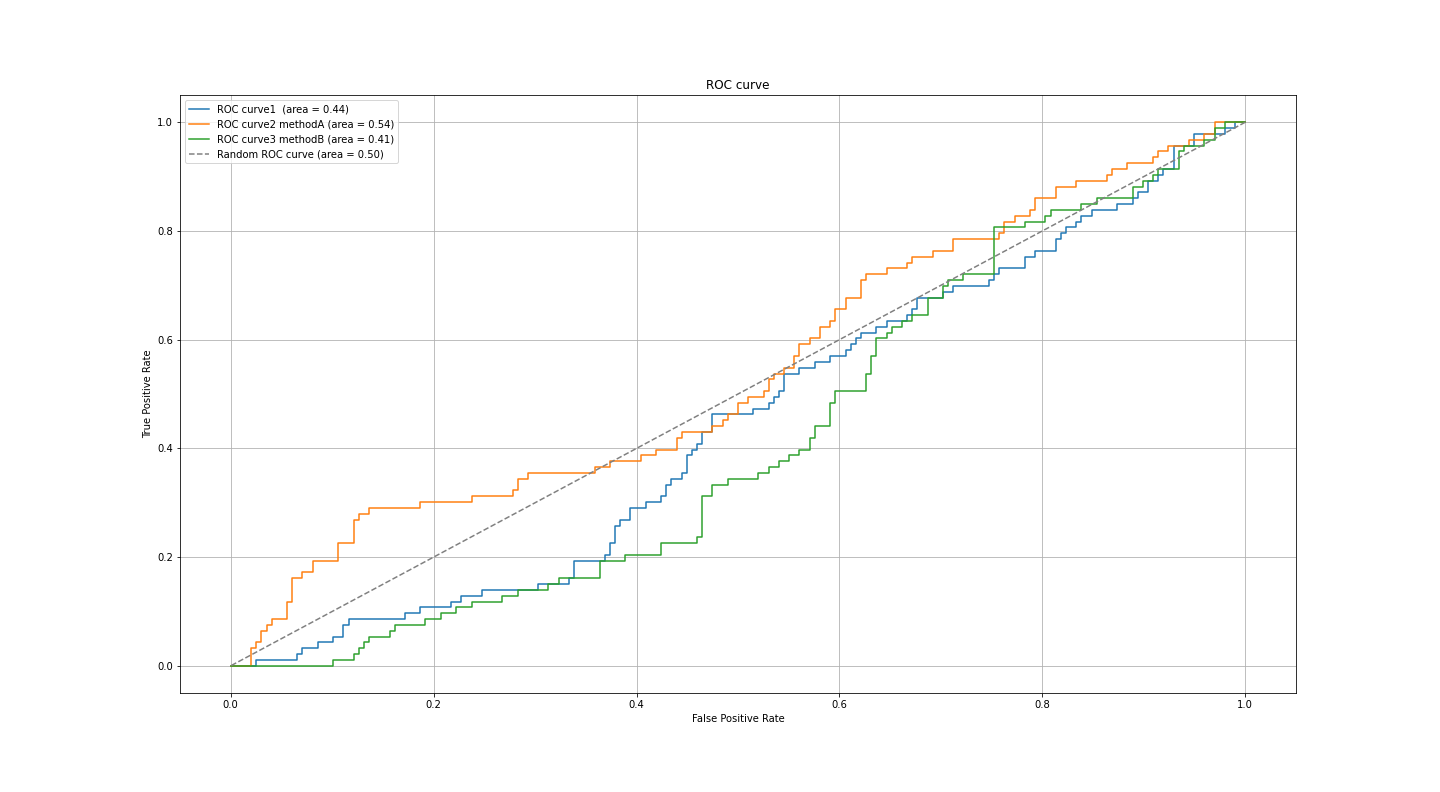 ROC curve
ROC curve1  (area = 0.44)
ROC curve2 methodA (area = 0.54)
ROC curve3 methodB (area = 0.41)
Random ROC curve (area = 0.50)
1.0
0.8
0.6
0.4
0.2
0.0
True Positive Rate
0.0 0.2 0.4 0.6 0.8 1.0
False Positive Rate